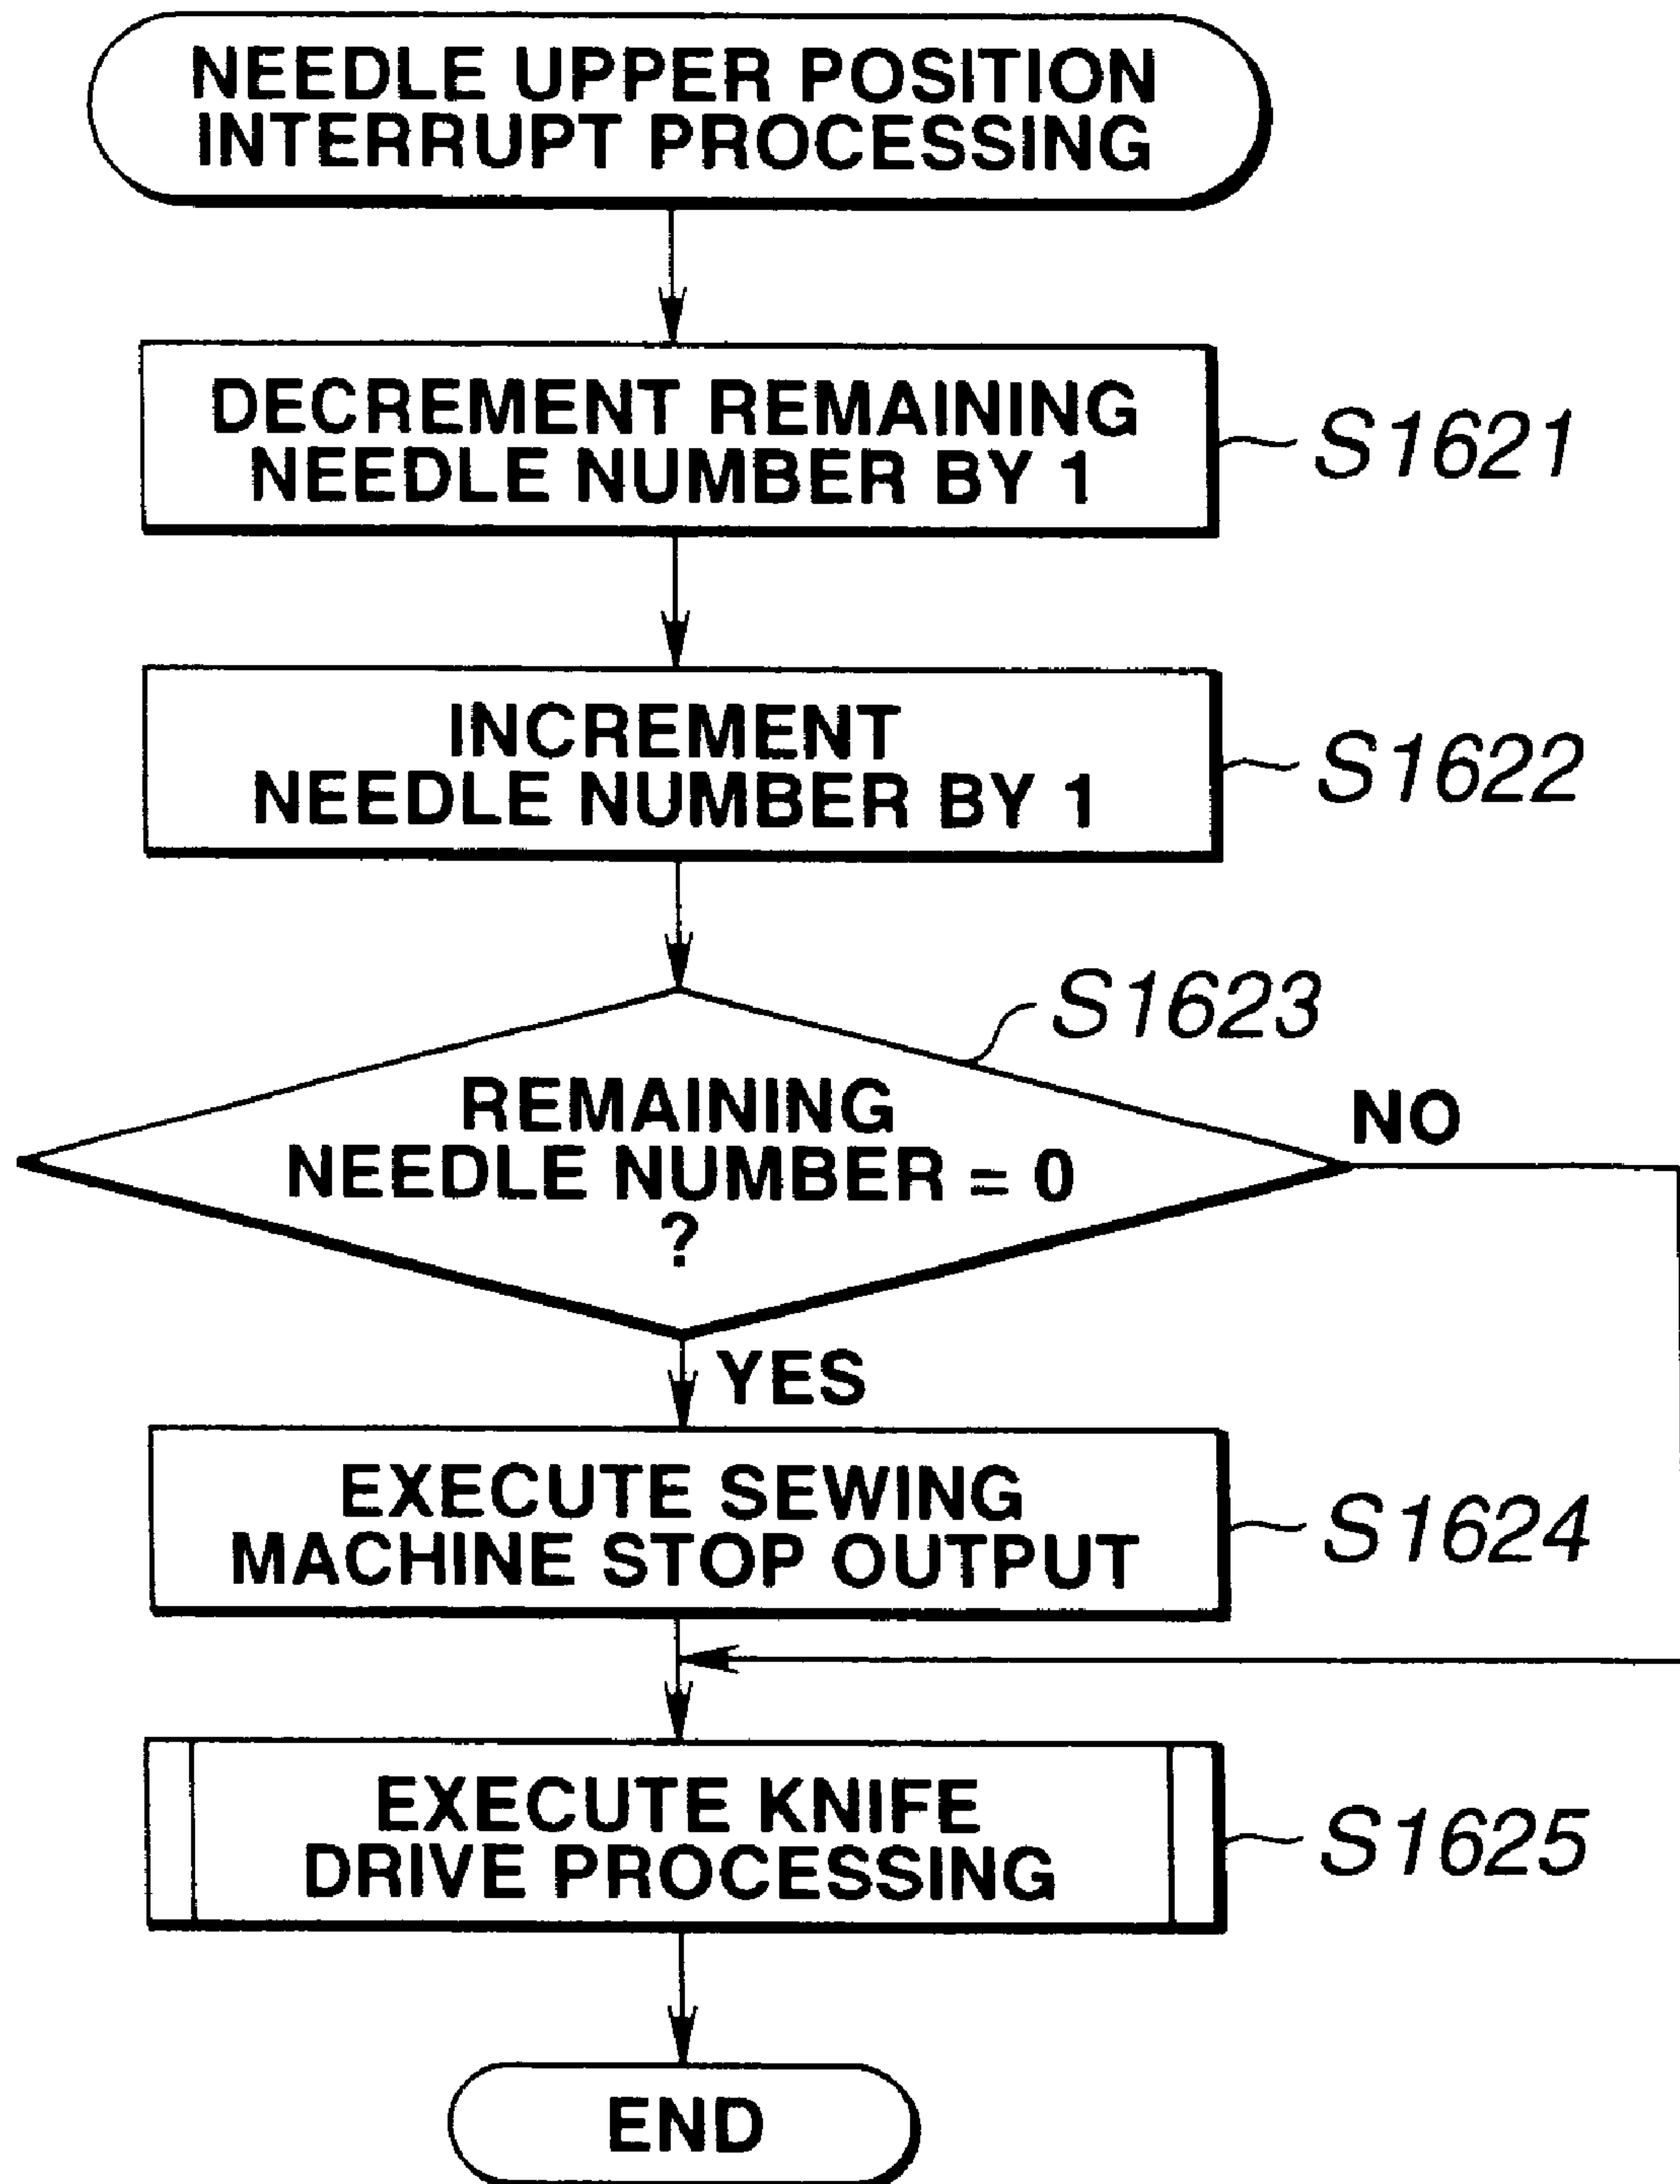 NEEDLE UPPER POSITION
INTERRUPT PROCESSING
DECREMENT REMAINING
NEEDLE NUMBER BY 1
S1621
INCREMENT
NEEDLE NUMBER BY 1
S1622
S1623
REMAINING
NEEDLE NUMBER = 0
?
NO
YES
EXECUTE SEWING
MACHINE STOP OUTPUT
S1624
EXECUTE KNIFE
DRIVE PROCESSING
S1625
END